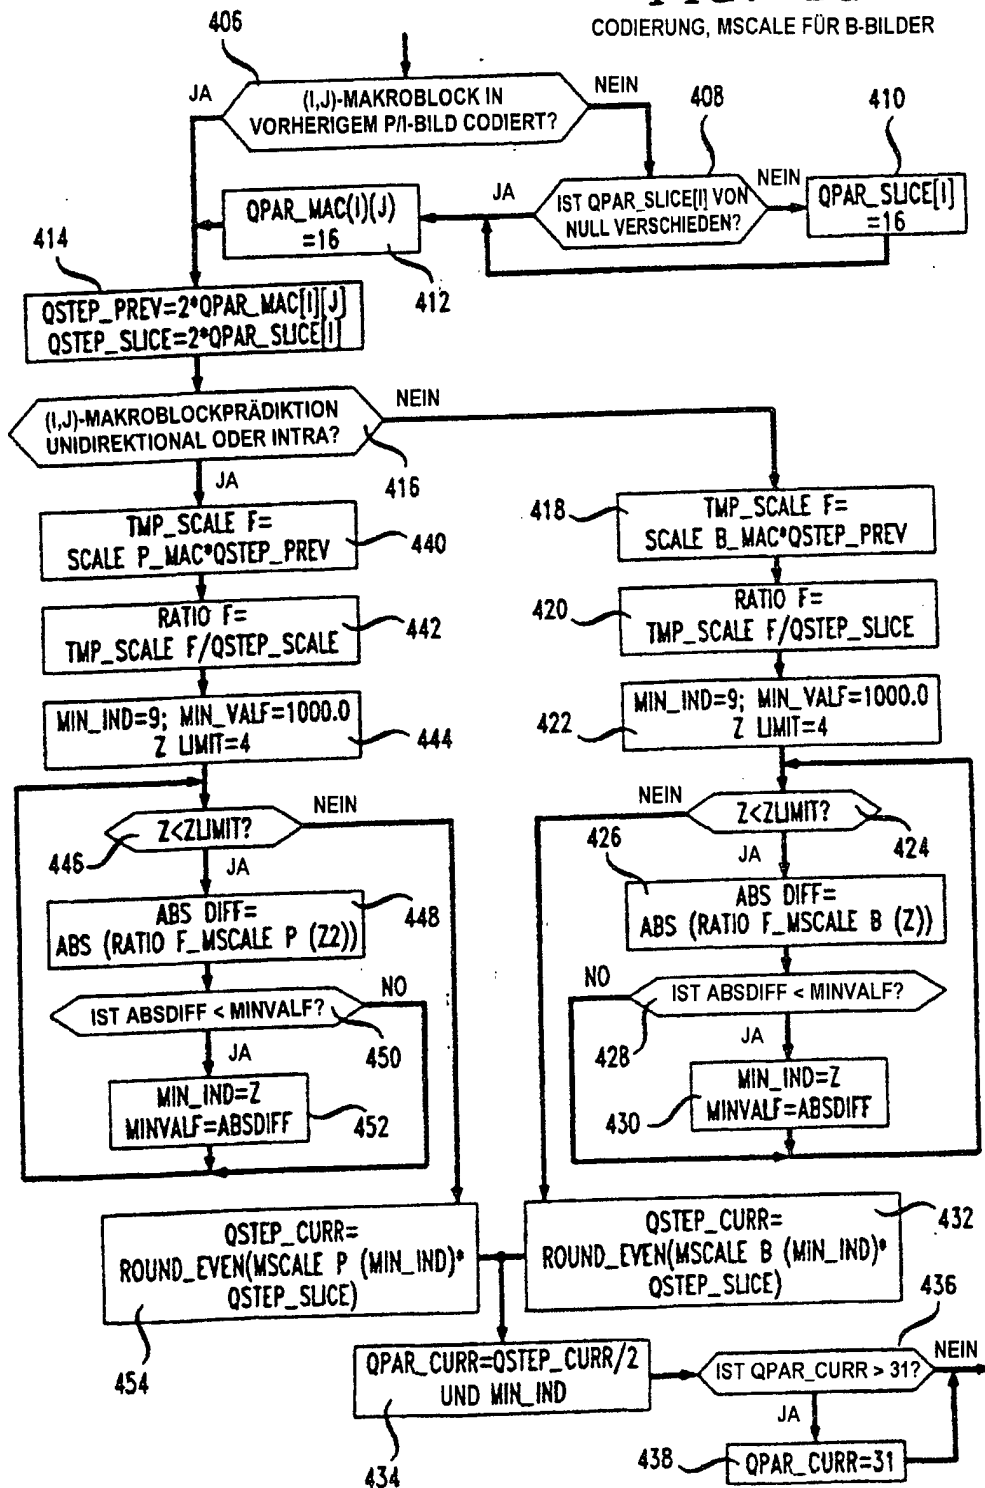 CODIERUNG, MSCALE FÜR B-BILDER
406
JA
(I,J)-MAKROBLOCK IN
VORHERIGEM P/I-BILD CODIERT?
NEIN
408
410
JA
IST QPAR_SLICE[I] VON
NULL VERSCHIEDEN?
NEIN
QPAR_SLICE[I]
=16
QPAR_MAC(I)(J)
=16
412
414
QSTEP_PREV=2*QPAR_MAC[I][J]
QSTEP_SLICE=2*QPAR_SLICE[I]
(I,J)-MAKROBLOCKPRÄDIKTION
UNIDIREKTIONAL ODER INTRA?
NEIN
416
JA
TMP_SCALE F=
SCALE P_MAC*QSTEP_PREV
440
418
TMP_SCALE F=
SCALE B_MAC*QSTEP_PREV
RATIO F=
TMP_SCALE F/QSTEP_SCALE
442
420
RATIO F=
TMP_SCALE F/QSTEP_SLICE
MIN_IND=9; MIN_VALF=1000.0
Z LIMIT=4
444
422
MIN_IND=9; MIN_VALF=1000.0
Z LIMIT=4
Z<ZLIMIT?
NEIN
446
JA
NEIN
Z<ZLIMIT?
424
426
JA
ABS DIFF=
ABS (RATIO F_MSCALE P (Z2))
448
ABS DIFF=
ABS (RATIO F_MSCALE B (Z))
IST ABSDIFF < MINVALF?
NO
450
JA
NO
IST ABSDIFF < MINVALF?
428
JA
MIN_IND=Z
MINVALF=ABSDIFF
452
430
MIN_IND=Z
MINVALF=ABSDIFF
QSTEP_CURR=
ROUND_EVEN(MSCALE P (MIN_IND)*
QSTEP_SLICE)
454
QSTEP_CURR=
ROUND_EVEN(MSCALE B (MIN_IND)*
QSTEP_SLICE)
432
436
QPAR_CURR=QSTEP_CURR/2
UND MIN_IND
434
IST QPAR_CURR > 31?
NEIN
JA
438
QPAR_CURR=31